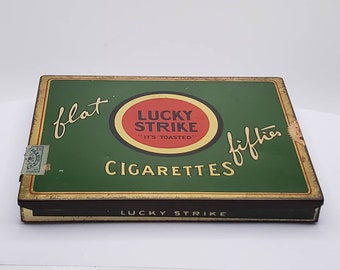 flat
LUCKY
STRIKE
"IT'S TOASTED"
fifties
CIGARETTES
LUCKY STRIKE